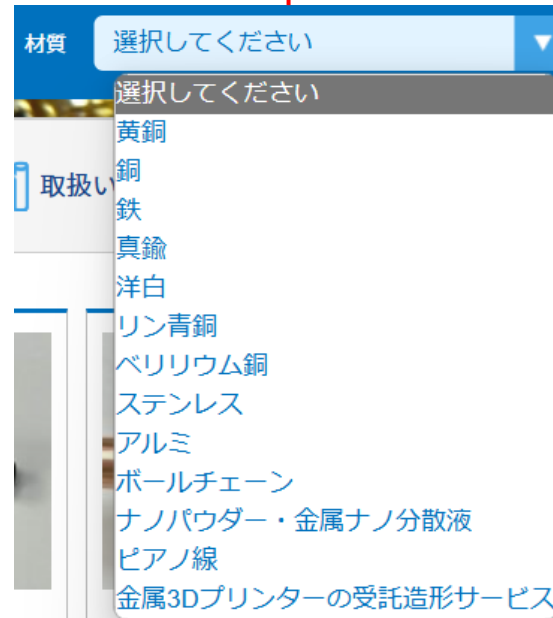 材質
選択してください
▼
選択してください
黄銅
銅
取扱い
鉄
真鍮
洋白
リン青銅
ベリリウム銅
ステンレス
アルミ
ボールチェーン
ナノパウダー・金属ナノ分散液
ピアノ線
金属3Dプリンターの受託造形サービス